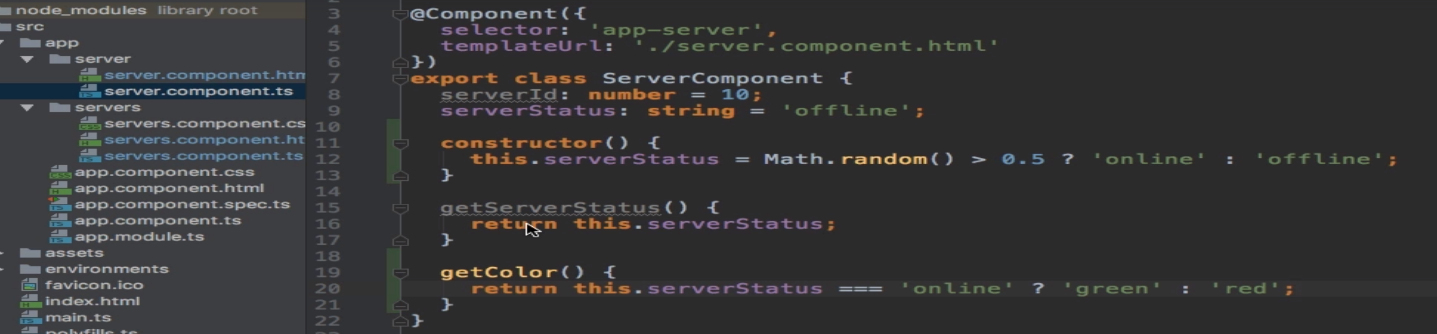 node_modules library root
src
app
server
server.component.htm
server.component.ts
servers
servers.component.cs
servers.component.ht
servers.component.ts
app.component.css
app.component.html
app.component.spec.ts
app.component.ts
app.module.ts
assets
environments
favicon.ico
index.html
main.ts
polyfills.ts
3 @Component({
4 selector: 'app-server',
5 templateUrl: './server.component.html'
6 })
7 export class ServerComponent {
8 serverId: number = 10;
9 serverStatus: string = 'offline';
10
11 constructor() {
12 this.serverStatus = Math.random() > 0.5 ? 'online' : 'offline';
13 }
14
15 getServerStatus() {
16 return this.serverStatus;
17 }
18
19 getColor() {
20 return this.serverStatus === 'online' ? 'green' : 'red';
21 }
22 }